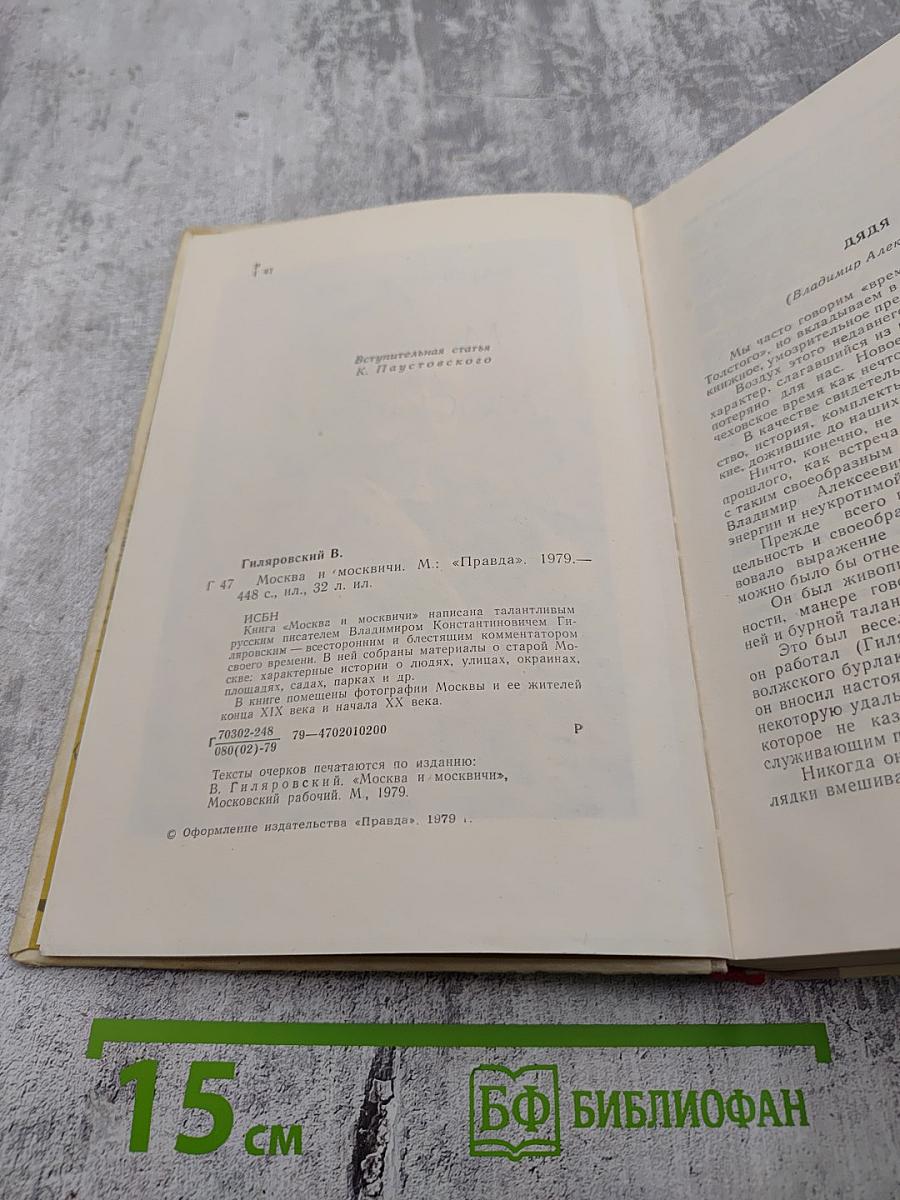 Г 47
Вступительная статья
К. Паустовского
Гиляровский В.
Г 47 Москва и москвичи. М.: «Правда». 1979.—
448 с., ил., 32 л. ил.
ИСБН
Книга «Москва и москвичи» написана талантливым
русским писателем Владимиром Константиновичем Ги-
ляровским — всесторонним и блестящим комментатором
своего времени. В ней собраны материалы о старой Мо-
скве: характерные истории о людях, улицах, окраинах,
площадях, садах, парках и др.
В книге помещены фотографии Москвы и ее жителей
конца XIX века и начала XX века.
Г 70302-248
080(02)-79 79—4702010200 Р
Тексты очерков печатаются по изданию:
В. Гиляровский. «Москва и москвичи»,
Московский рабочий. М., 1979.
© Оформление издательства «Правда». 1979 г.
ДЯДЯ
(Владимир Алек
Мы часто говорим «врем
Толстого», но вкладываем в
книжное, умозрительное пре
Воздух этого недавнего
характер, слагавшийся из
потеряно для нас. Новое
чеховское время как нечто
В качестве свидетель
ство, история, комплекты
кие, дожившие до наших
Ничто, конечно, не
прошлого, как встреча
с таким своеобразным
Владимир Алексеевич
энергии и неукротимой
Прежде всего
цельность и своеобра
вовало выражение
можно было бы отне
Он был живопи
ности, манере гово
ней и бурной талан
Это был весе
он работал (Гиля
волжского бурлак
он вносил настоя
некоторую удаль
которое не каз
служивающим п
Никогда он
лядки вмешива
15 см
БФ БИБЛИОФАН